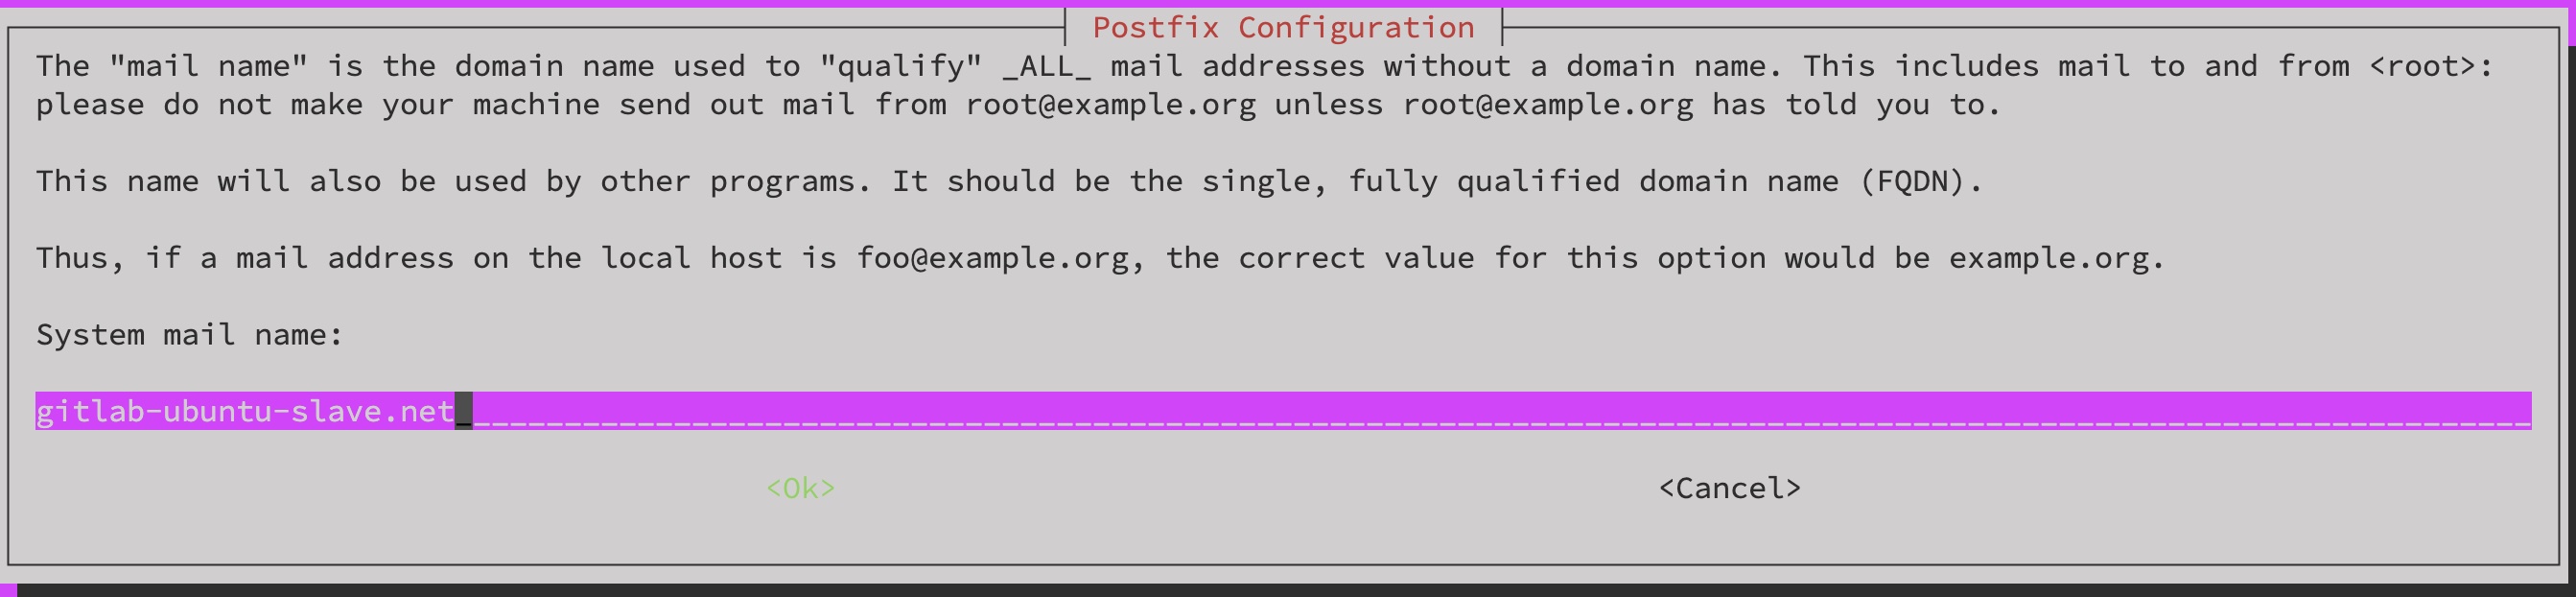 Postfix Configuration
The "mail name" is the domain name used to "qualify" _ALL_ mail addresses without a domain name. This includes mail to and from <root>:
please do not make your machine send out mail from root@example.org unless root@example.org has told you to.
This name will also be used by other programs. It should be the single, fully qualified domain name (FQDN).
Thus, if a mail address on the local host is foo@example.org, the correct value for this option would be example.org.
System mail name:
gitlab-ubuntu-slave.net
<Ok> <Cancel>